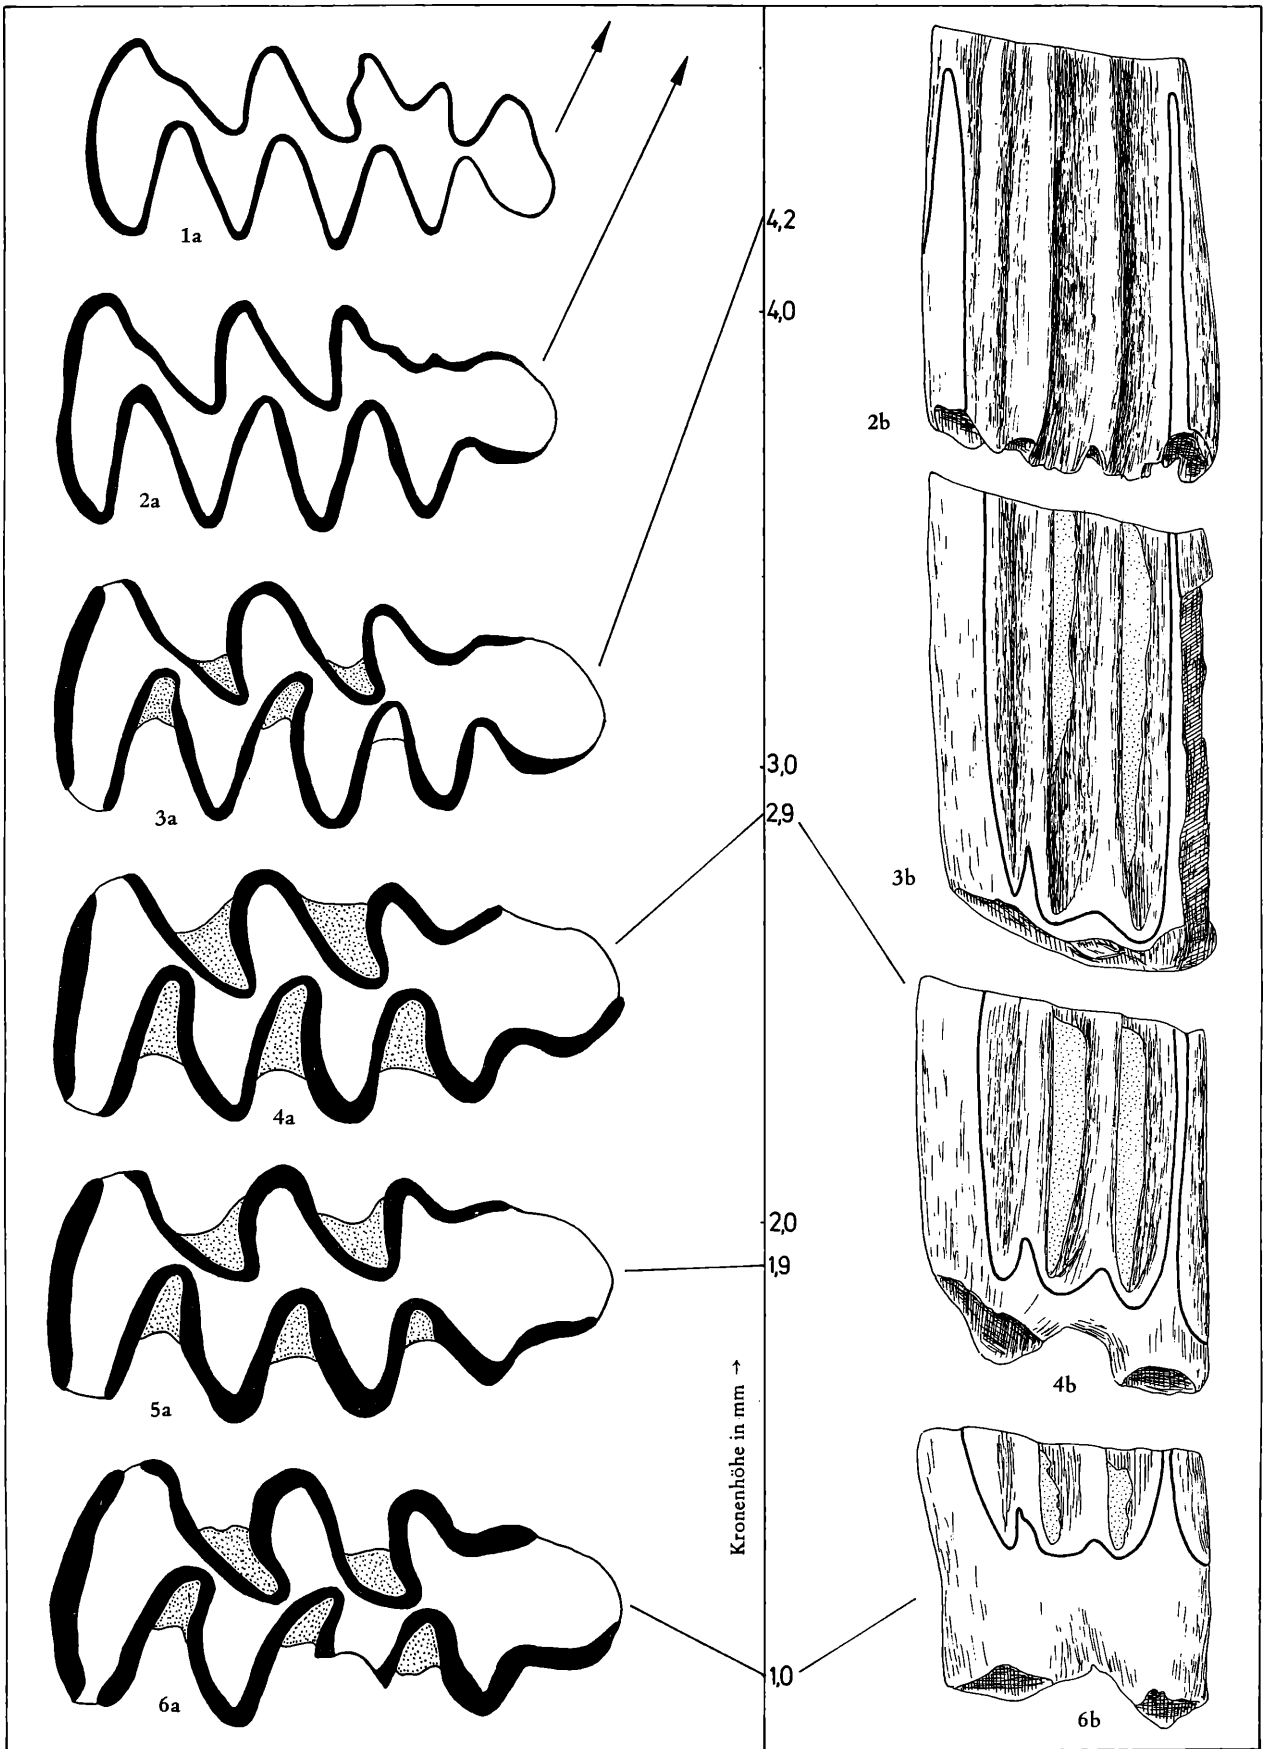 1a
2a
3a
4a
5a
6a
4,2
4,0
3,0
2,9
2,0
1,9
1,0
Kronenhöhe in mm →
2b
3b
4b
6b